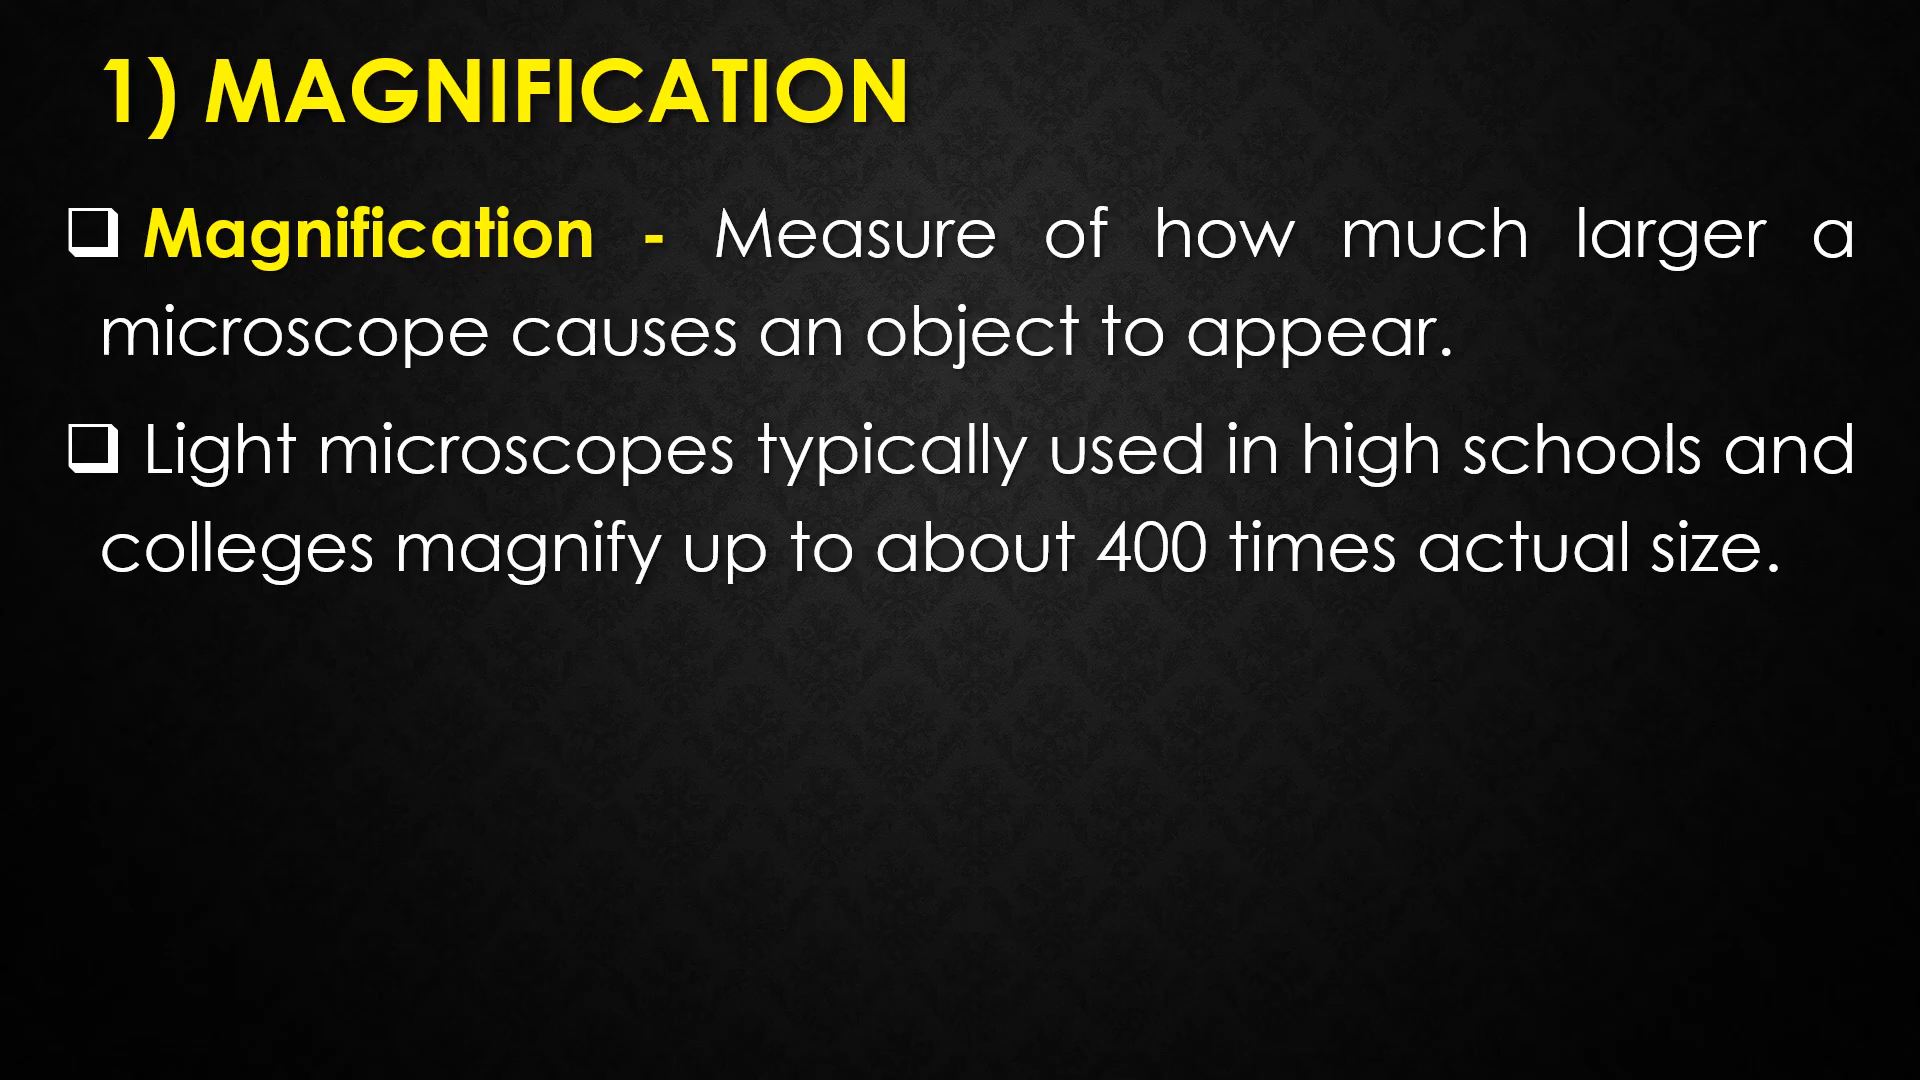 1) MAGNIFICATION
❑ Magnification - Measure of how much larger a
microscope causes an object to appear.
❑ Light microscopes typically used in high schools and
colleges magnify up to about 400 times actual size.